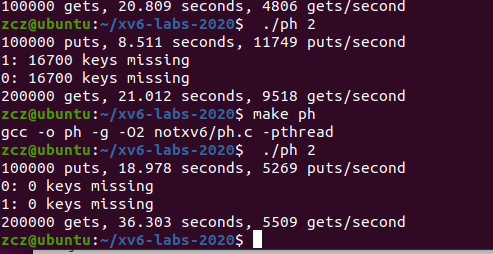 100000 gets, 20.809 seconds, 4806 gets/second
zcz@ubuntu:~/xv6-labs-2020$  ./ph 2
100000 puts, 8.511 seconds, 11749 puts/second
1: 16700 keys missing
0: 16700 keys missing
200000 gets, 21.012 seconds, 9518 gets/second
zcz@ubuntu:~/xv6-labs-2020$ make ph
gcc -o ph -g -O2 notxv6/ph.c -pthread
zcz@ubuntu:~/xv6-labs-2020$  ./ph 2
100000 puts, 18.978 seconds, 5269 puts/second
0: 0 keys missing
1: 0 keys missing
200000 gets, 36.303 seconds, 5509 gets/second
zcz@ubuntu:~/xv6-labs-2020$